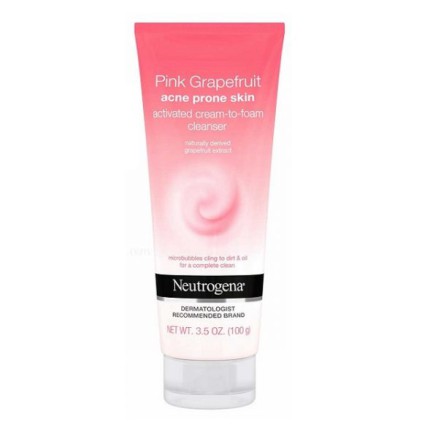 Pink Grapefruit
acne prone skin
activated cream-to-foam
cleanser
naturally derived
grapefruit extract
microbubbles cling to dirt & oil
for a complete clean
Neutrogena®
DERMATOLOGIST
RECOMMENDED BRAND
NET WT. 3.5 OZ. (100 g)